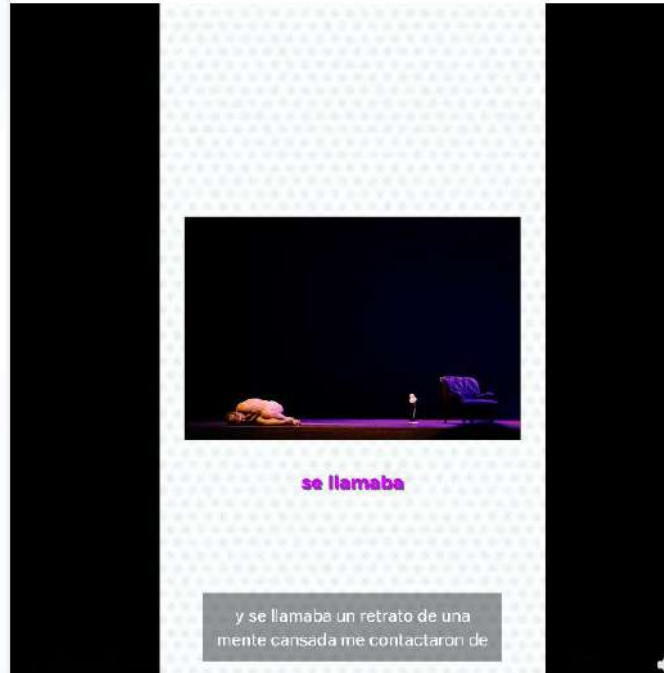 se llamaba
y se llamaba un retrato de una
mente cansada me contactaron de